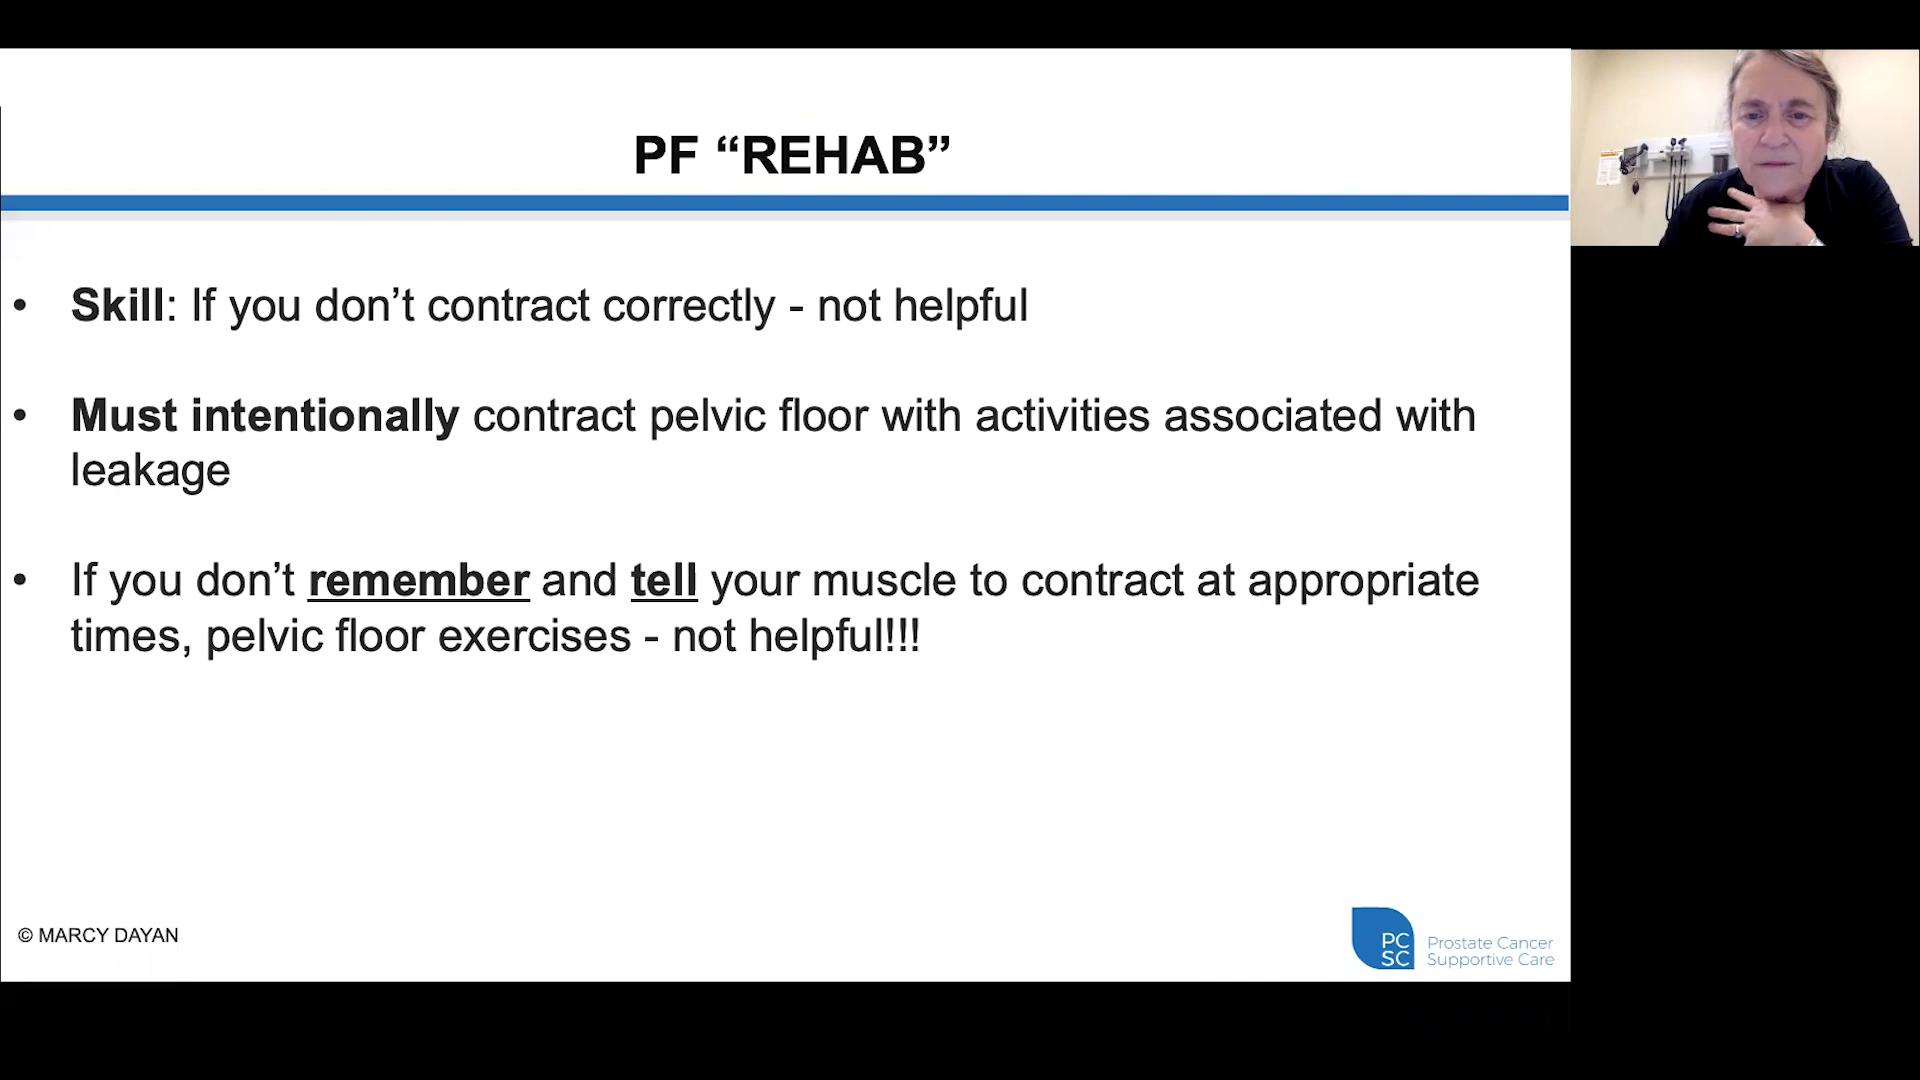 PF “REHAB”
• Skill: If you don’t contract correctly - not helpful
• Must intentionally contract pelvic floor with activities associated with
leakage
• If you don’t remember and tell your muscle to contract at appropriate
times, pelvic floor exercises - not helpful!!!
© MARCY DAYAN
PC
SC
Prostate Cancer
Supportive Care